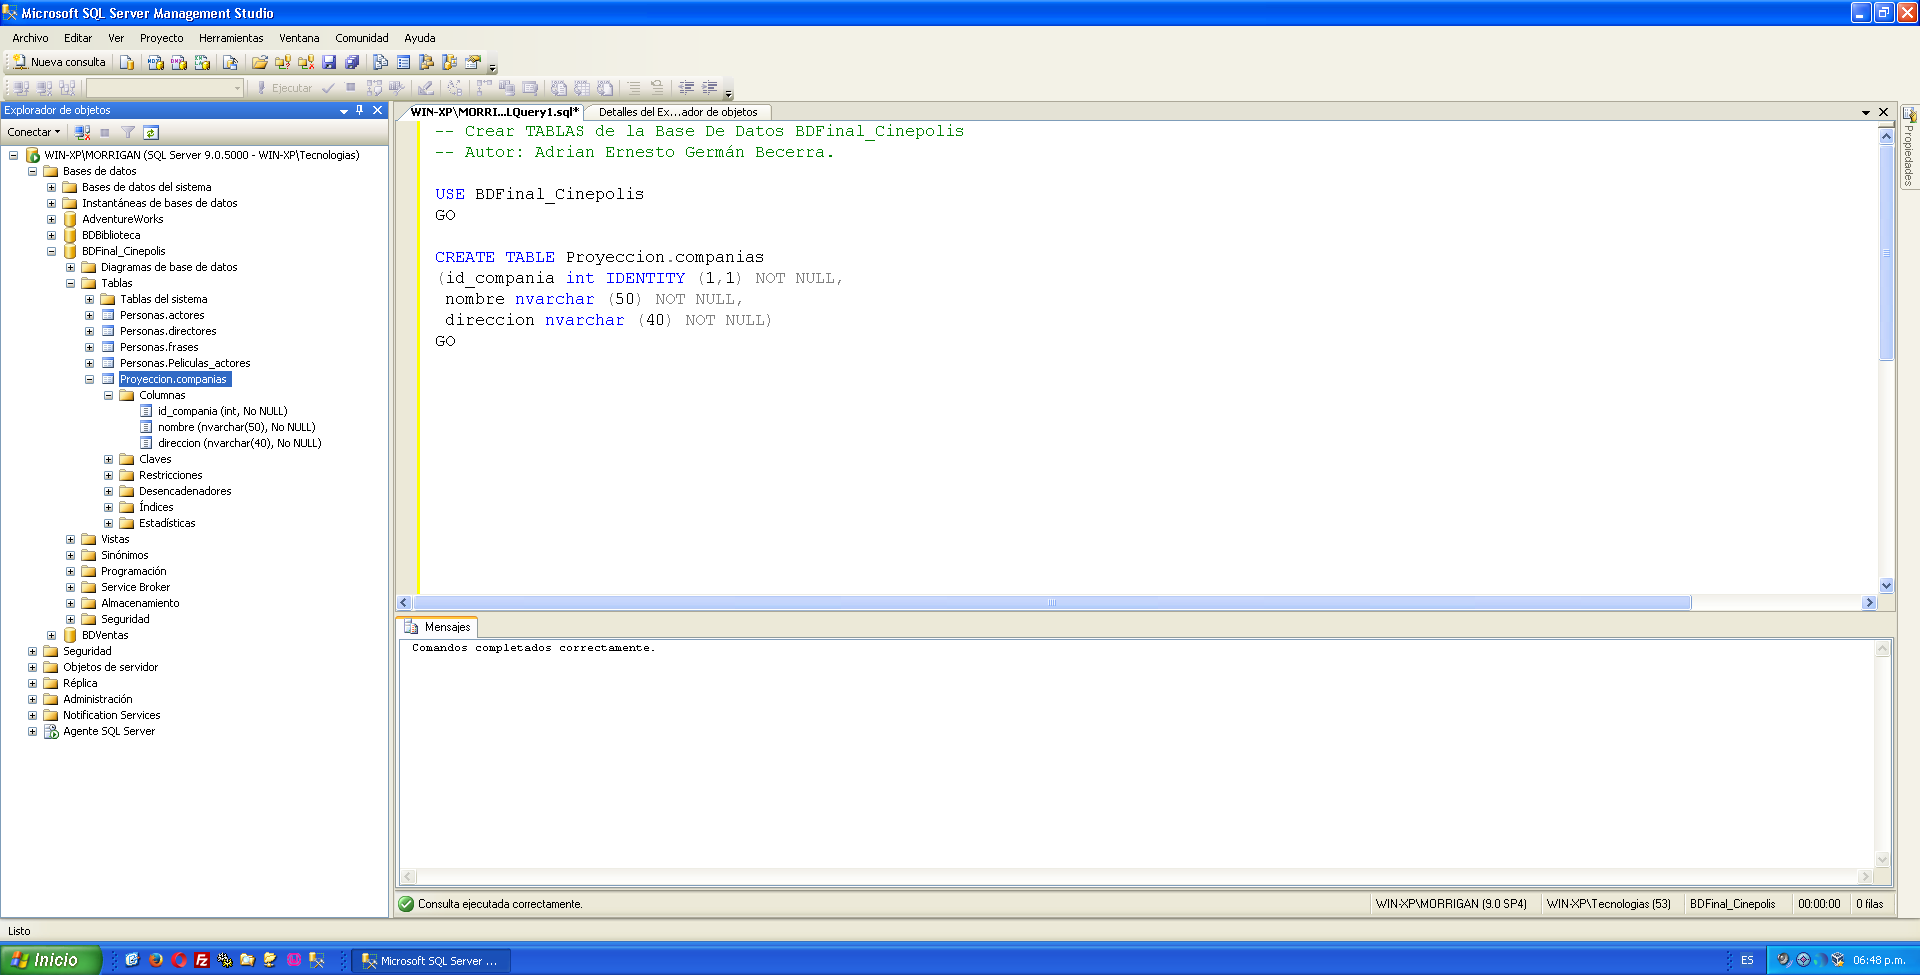 Microsoft SQL Server Management Studio
Archivo Editar Ver Proyecto Herramientas Ventana Comunidad Ayuda
Nueva consulta
Ejecutar
Explorador de objetos
Conectar
WIN-XP\MORRIGAN (SQL Server 9.0.5000 - WIN-XP\Tecnologias)
Bases de datos
Bases de datos del sistema
Instantáneas de bases de datos
AdventureWorks
BDBiblioteca
BDFinal_Cinepolis
Diagramas de base de datos
Tablas
Tablas del sistema
Personas.actores
Personas.directores
Personas.frases
Personas.Peliculas_actores
Proyeccion.companias
Columnas
id_compania (int, No NULL)
nombre (nvarchar(50), No NULL)
direccion (nvarchar(40), No NULL)
Claves
Restricciones
Desencadenadores
Índices
Estadísticas
Vistas
Sinónimos
Programación
Service Broker
Almacenamiento
Seguridad
BDVentas
Seguridad
Objetos de servidor
Réplica
Administración
Notification Services
Agente SQL Server
WIN-XP\MORRI...LQuery1.sql* Detalles del Ex...ador de objetos
-- Crear TABLAS de la Base De Datos BDFinal_Cinepolis
-- Autor: Adrian Ernesto Germán Becerra.
USE BDFinal_Cinepolis
GO
CREATE TABLE Proyeccion.companias
(id_compania int IDENTITY (1,1) NOT NULL,
nombre nvarchar (50) NOT NULL,
direccion nvarchar (40) NOT NULL)
GO
Propiedades
Mensajes
Comandos completados correctamente.
Consulta ejecutada correctamente. WIN-XP\MORRIGAN (9.0 SP4) WIN-XP\Tecnologias (53) BDFinal_Cinepolis 00:00:00 0 filas
Listo
Inicio Microsoft SQL Server ... ES 06:48 p.m.